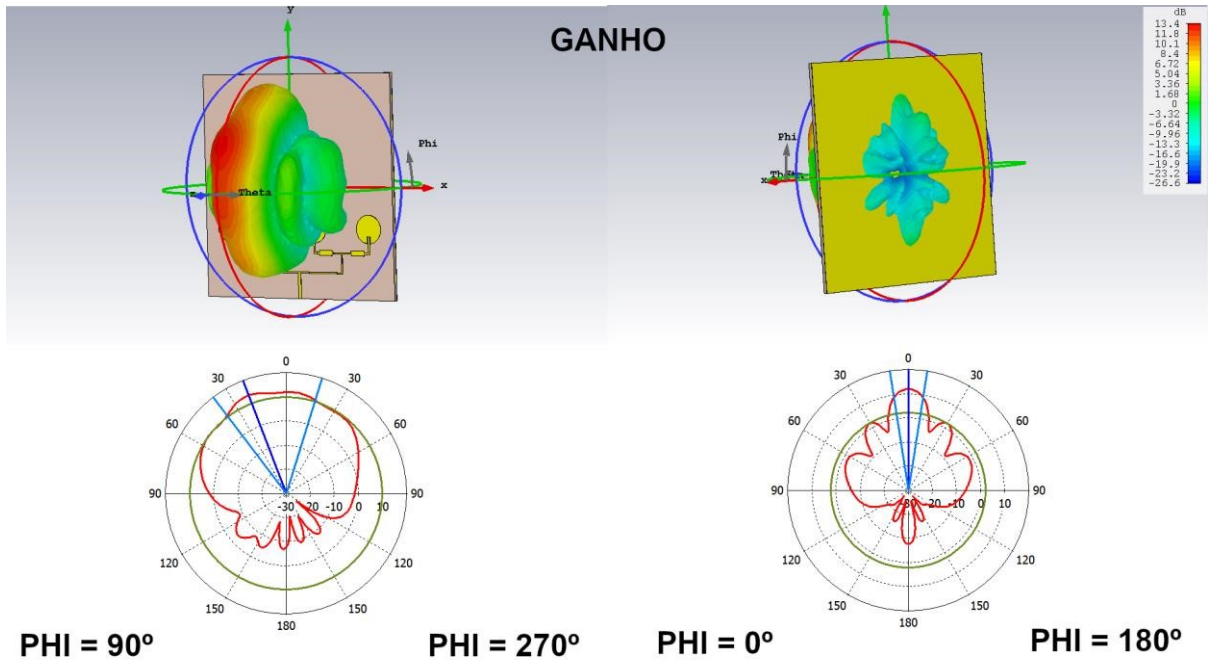 GANHO
y
Phi
Theta
z
x
Phi
x
dB
13.4
11.8
10.1
8.4
6.72
5.04
3.36
1.68
0
-3.32
-6.64
-9.96
-13.3
-16.6
-19.9
-23.2
-26.6
0
30
30
60
60
90
-30 -20 -10 0 10
90
120
120
150
150
180
PHI = 90º
PHI = 270º
0
30
30
60
60
90
-20 -10 0 10
90
120
120
150
150
180
PHI = 0º
PHI = 180º